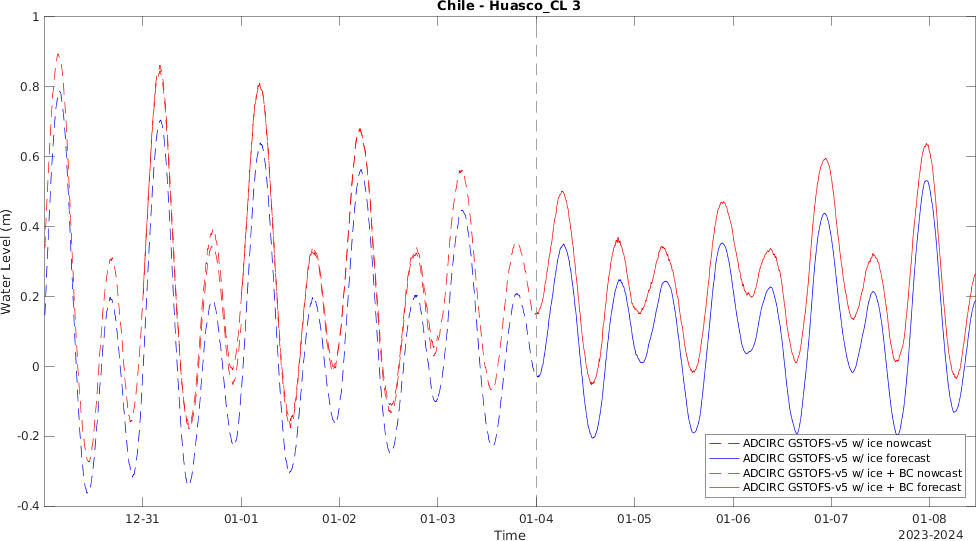 Chile - Huasco_CL 3
1
0.8
0.6
0.4
0.2
0
-0.2
-0.4
Water Level (m)
ADCIRC GSTOFS-v5 w/ ice nowcast
ADCIRC GSTOFS-v5 w/ ice forecast
ADCIRC GSTOFS-v5 w/ ice + BC nowcast
ADCIRC GSTOFS-v5 w/ ice + BC forecast
12-31 01-01 01-02 01-03 01-04 01-05 01-06 01-07 01-08
Time
2023-2024